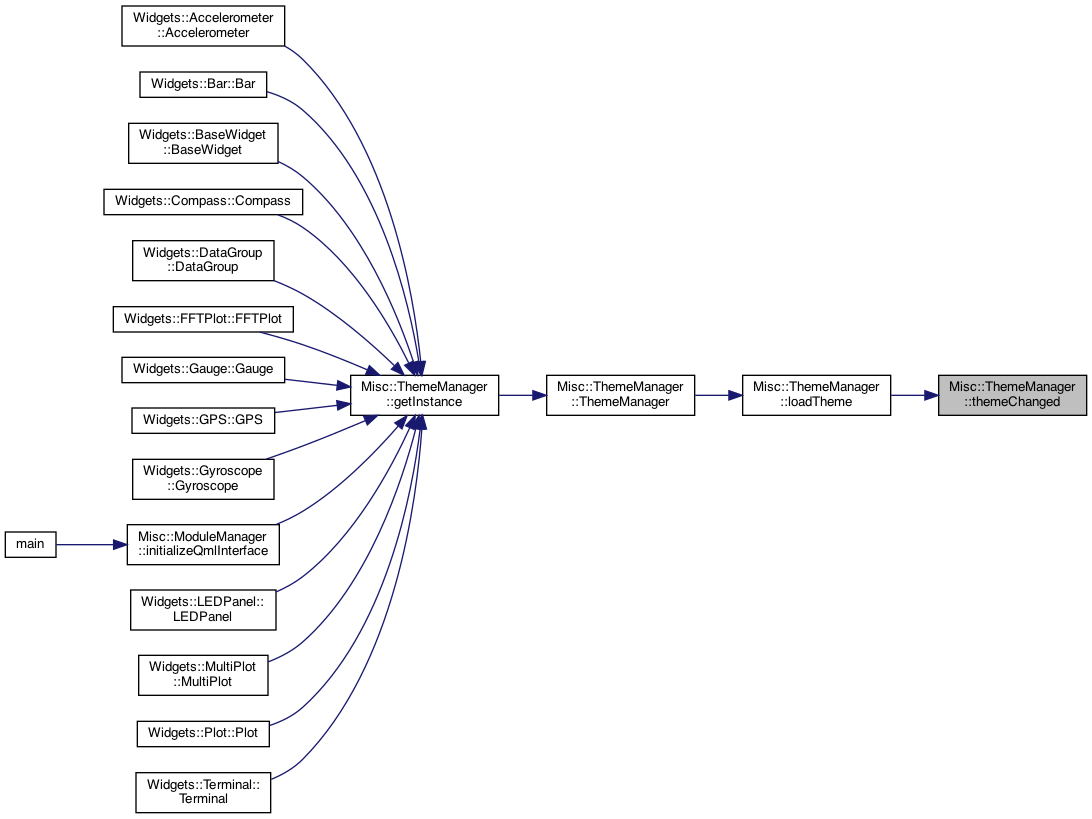 Widgets::Accelerometer
::Accelerometer
Widgets::Bar::Bar
Widgets::BaseWidget
::BaseWidget
Widgets::Compass::Compass
Widgets::DataGroup
::DataGroup
Widgets::FFTPlot::FFTPlot
Widgets::Gauge::Gauge
Widgets::GPS::GPS
Widgets::Gyroscope
::Gyroscope
main
Misc::ModuleManager
::initializeQmlInterface
Widgets::LEDPanel::
LEDPanel
Widgets::MultiPlot
::MultiPlot
Widgets::Plot::Plot
Widgets::Terminal::
Terminal
Misc::ThemeManager
::getInstance
Misc::ThemeManager
::ThemeManager
Misc::ThemeManager
::loadTheme
Misc::ThemeManager
::themeChanged